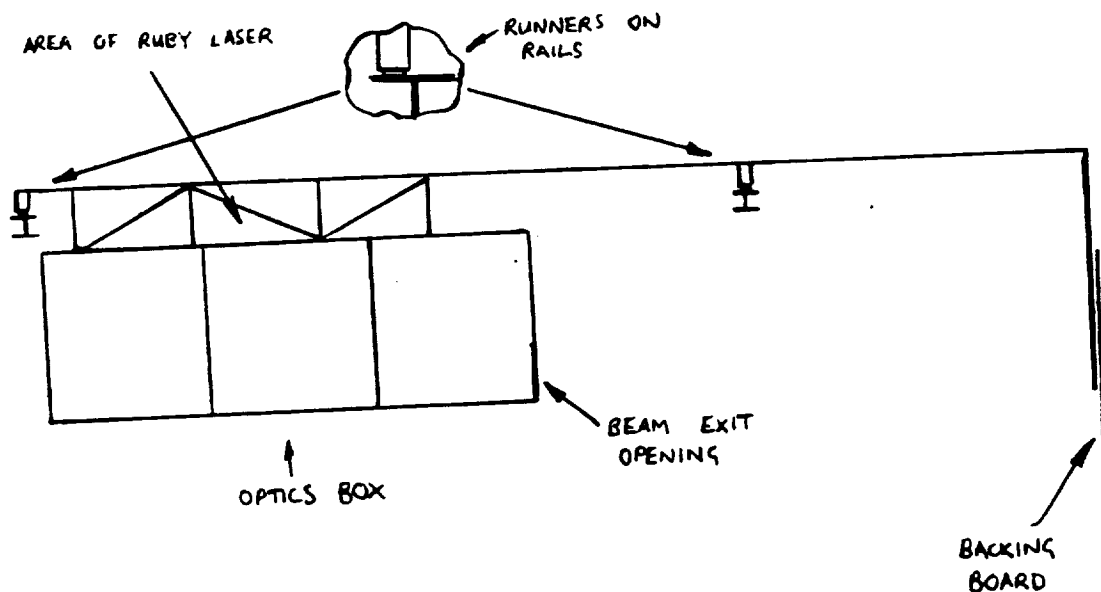 AREA OF RUBY LASER
RUNNERS ON
RAILS
BEAM EXIT
OPENING
OPTICS BOX
BACKING
BOARD